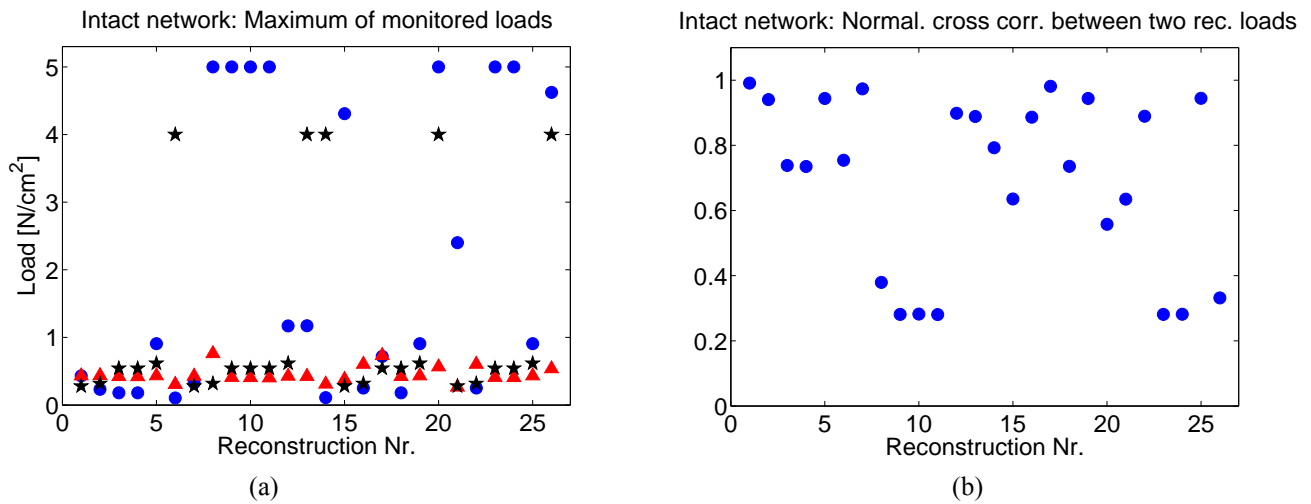 Intact network: Maximum of monitored loads
5
4
3
2
1
0
Load [N/cm²]
0 5 10 15 20 25
Reconstruction Nr.
(a)
Intact network: Normal. cross corr. between two rec. loads
1
0.8
0.6
0.4
0.2
0
0 5 10 15 20 25
Reconstruction Nr.
(b)